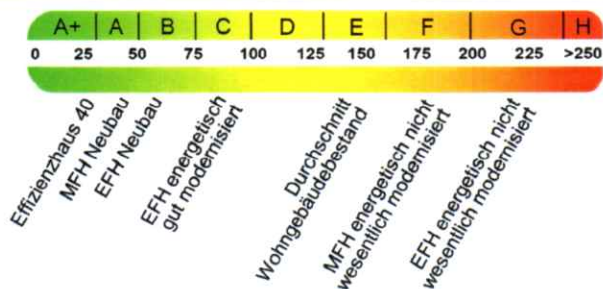 A+ A B C D E F G H
0 25 50 75 100 125 150 175 200 225 >250
Effizienzhaus 40
MFH Neubau
EFH Neubau
EFH energetisch
gut modernisiert
Durchschnitt
Wohngebäudebestand
MFH energetisch nicht
wesentlich modernisiert
EFH energetisch nicht
wesentlich modernisiert